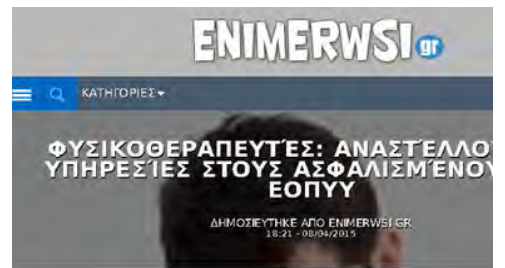 ENIMERWSI gr
ΚΑΤΗΓΟΡΙΕΣ
ΦΥΣΙΚΟΘΕΡΑΠΕΥΤΈΣ: ΑΝΑΣΤΈΛΛΟ
ΥΠΗΡΕΣΊΕΣ ΣΤΟΥΣ ΑΣΦΑΛΙΣΜΈΝΟΥ
ΕΟΠΥΥ
ΔΗΜΟΣΙΕΥΤΗΚΕ ΑΠΟ ENIMERWSI GR
18:21 - 08/04/2015